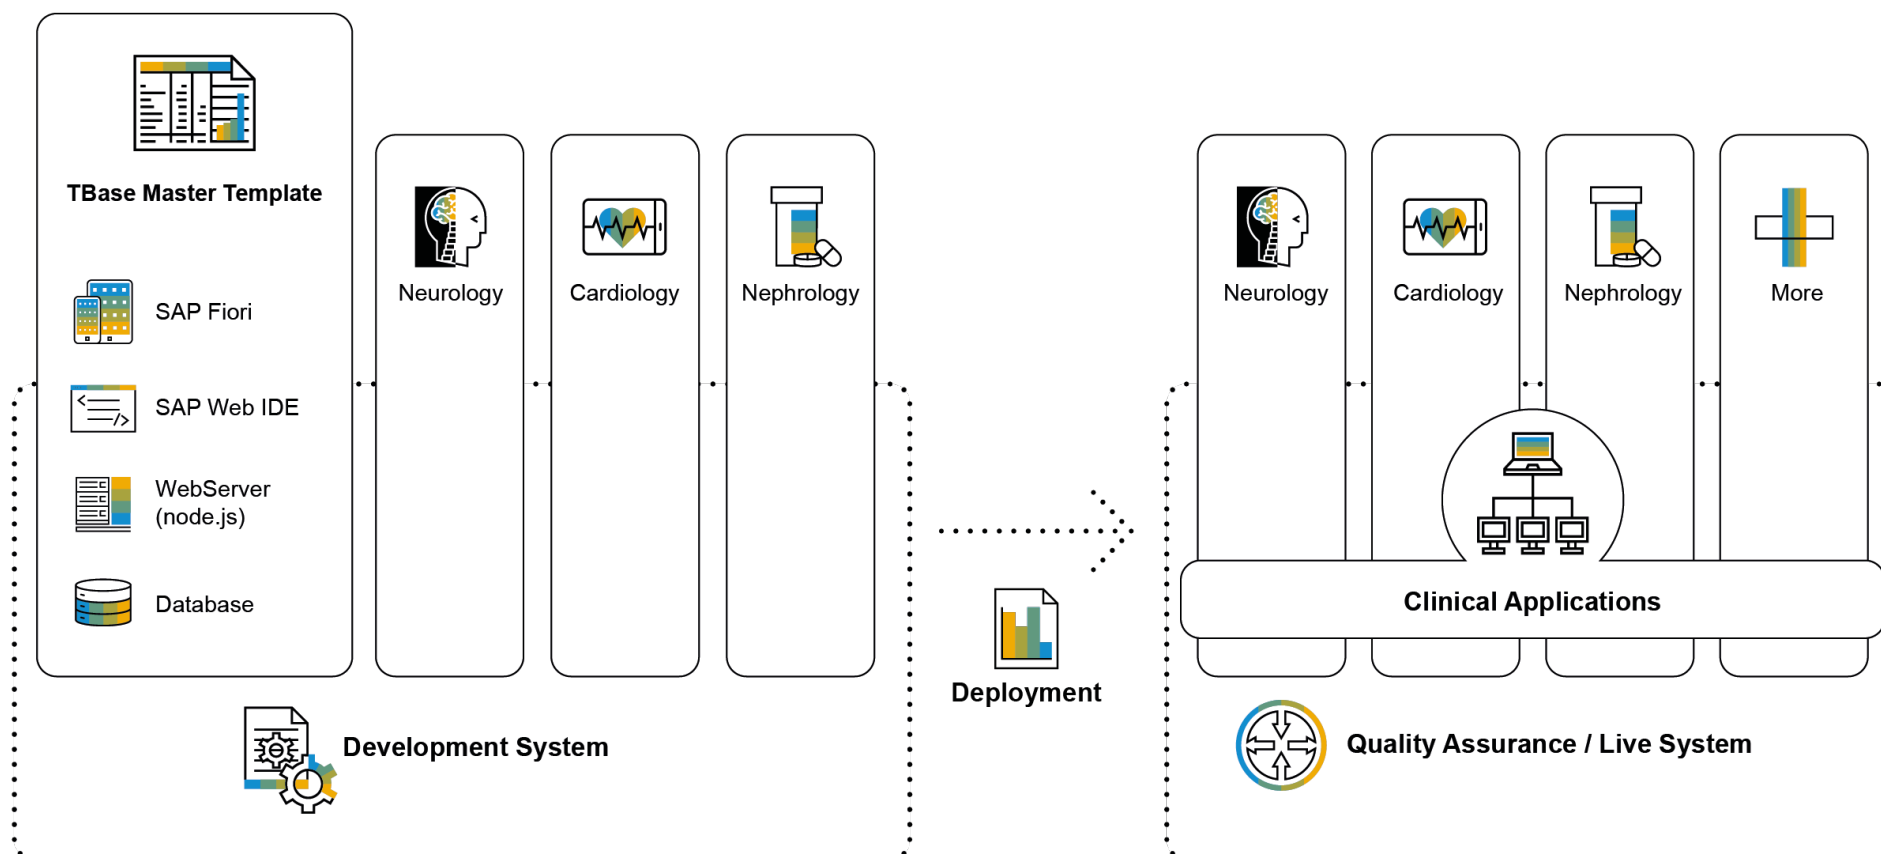 TBase Master Template
SAP Fiori
SAP Web IDE
WebServer
(node.js)
Database
Neurology
Cardiology
Nephrology
Development System
Deployment
Neurology
Cardiology
Nephrology
More
Clinical Applications
Quality Assurance / Live System